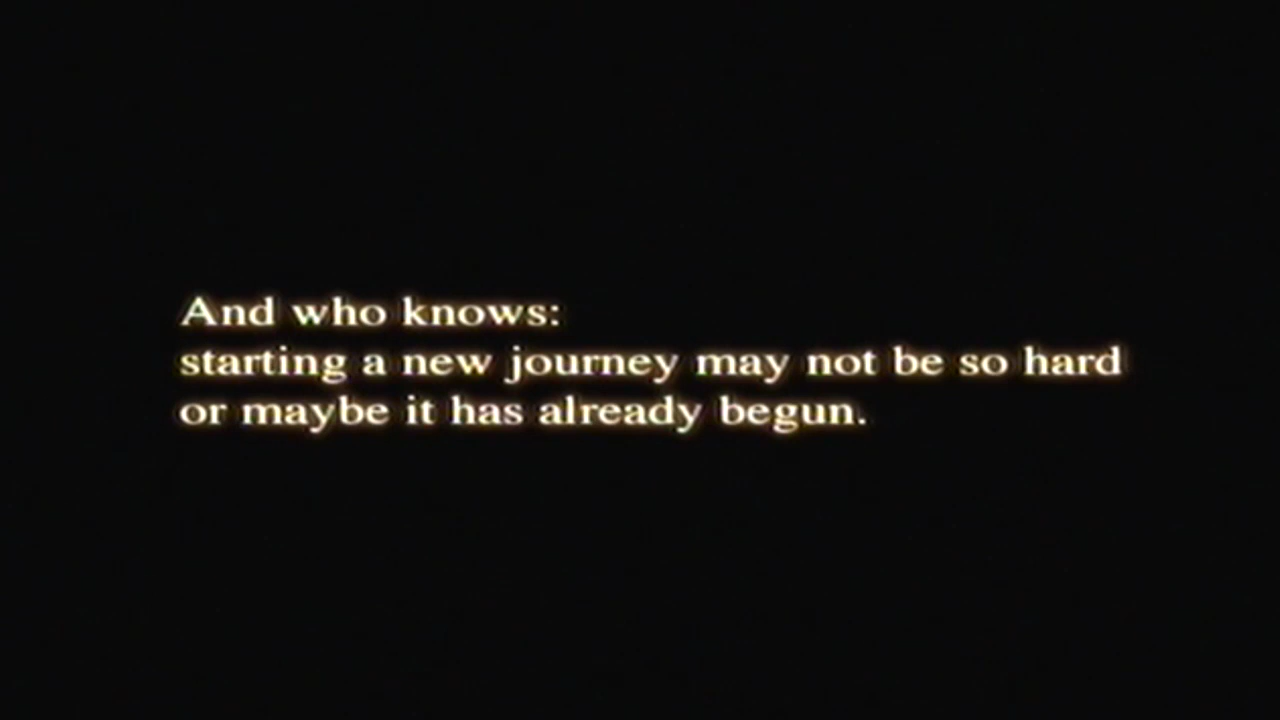 And who knows:
starting a new journey may not be so hard
or maybe it has already begun.